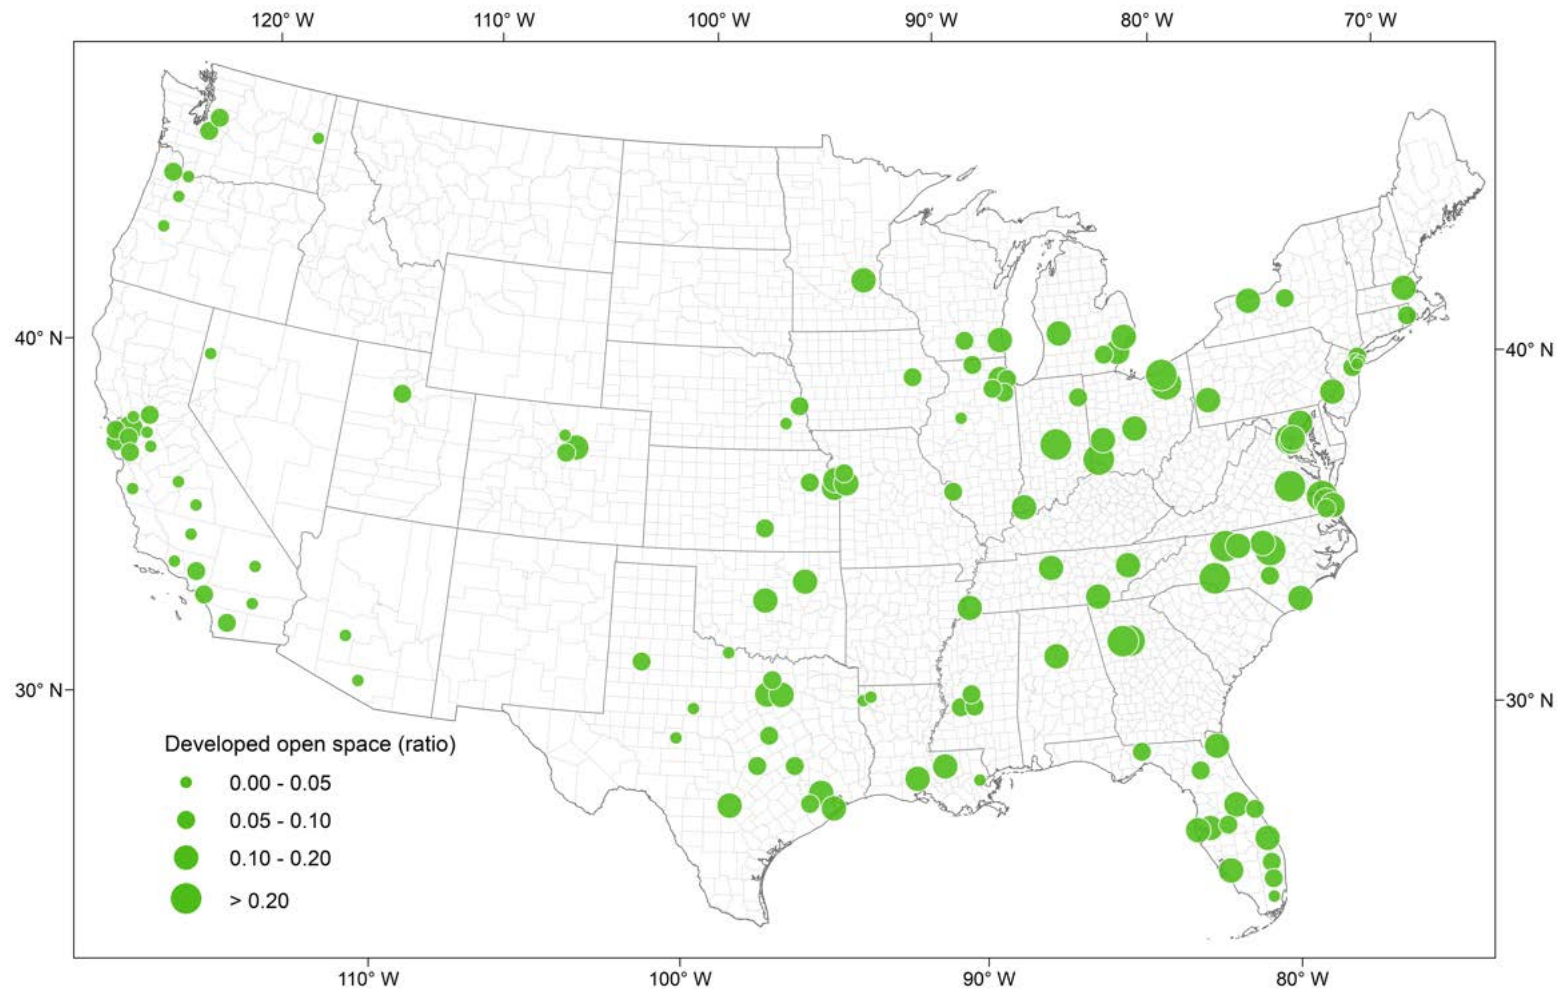 120° W 110° W 100° W 90° W 80° W 70° W
40° N 40° N
30° N 30° N
Developed open space (ratio)
0.00 - 0.05
0.05 - 0.10
0.10 - 0.20
> 0.20
110° W 100° W 90° W 80° W